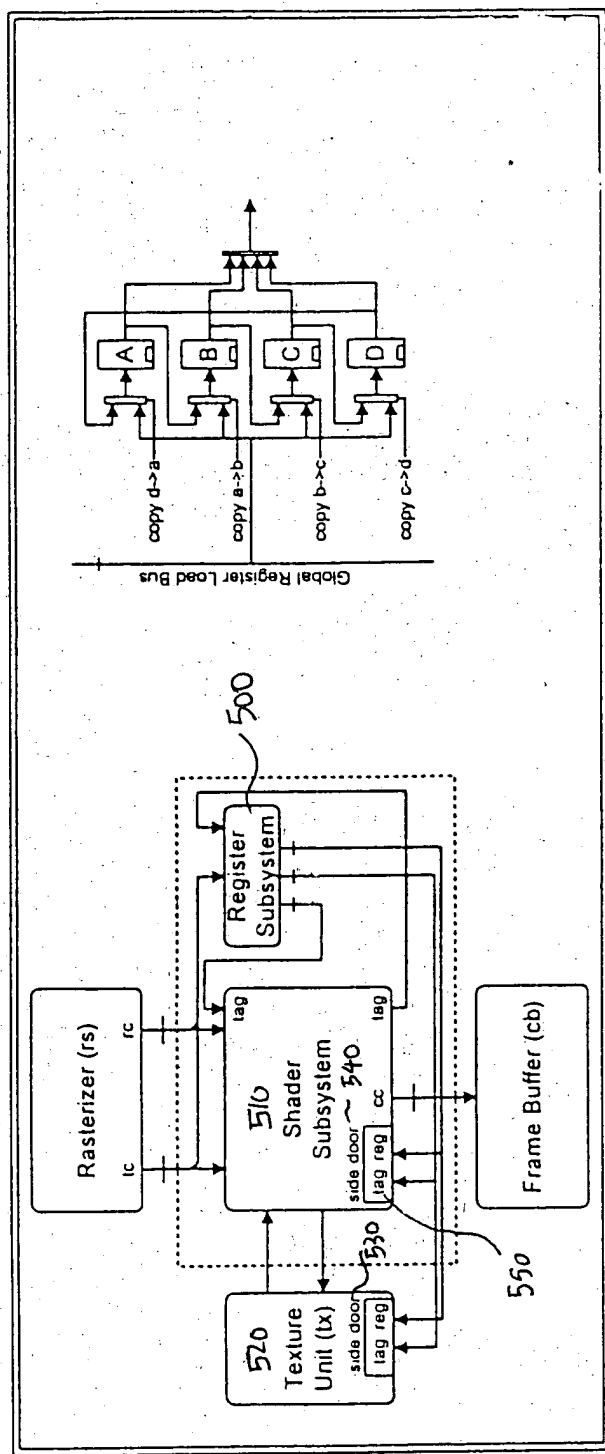 Rasterizer (rs)
tc
rc
500
Register
Subsystem
tag
510
Shader
Subsystem
540
side door
tag reg
cc
tag
520
Texture
Unit (tx)
530
side door
tag reg
550
Frame Buffer (cb)
Global Register Load Bus
copy d->a
copy a->b
copy b->c
copy c->d
A
B
C
D